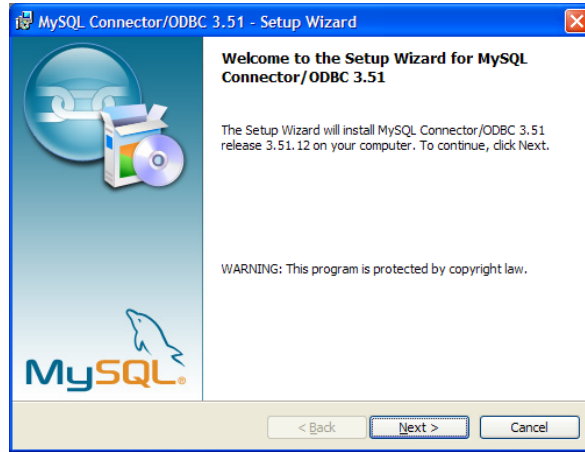 MySQL Connector/ODBC 3.51 - Setup Wizard
Welcome to the Setup Wizard for MySQL
Connector/ODBC 3.51
The Setup Wizard will install MySQL Connector/ODBC 3.51
release 3.51.12 on your computer. To continue, click Next.
WARNING: This program is protected by copyright law.
MySQL®
< Back Next > Cancel